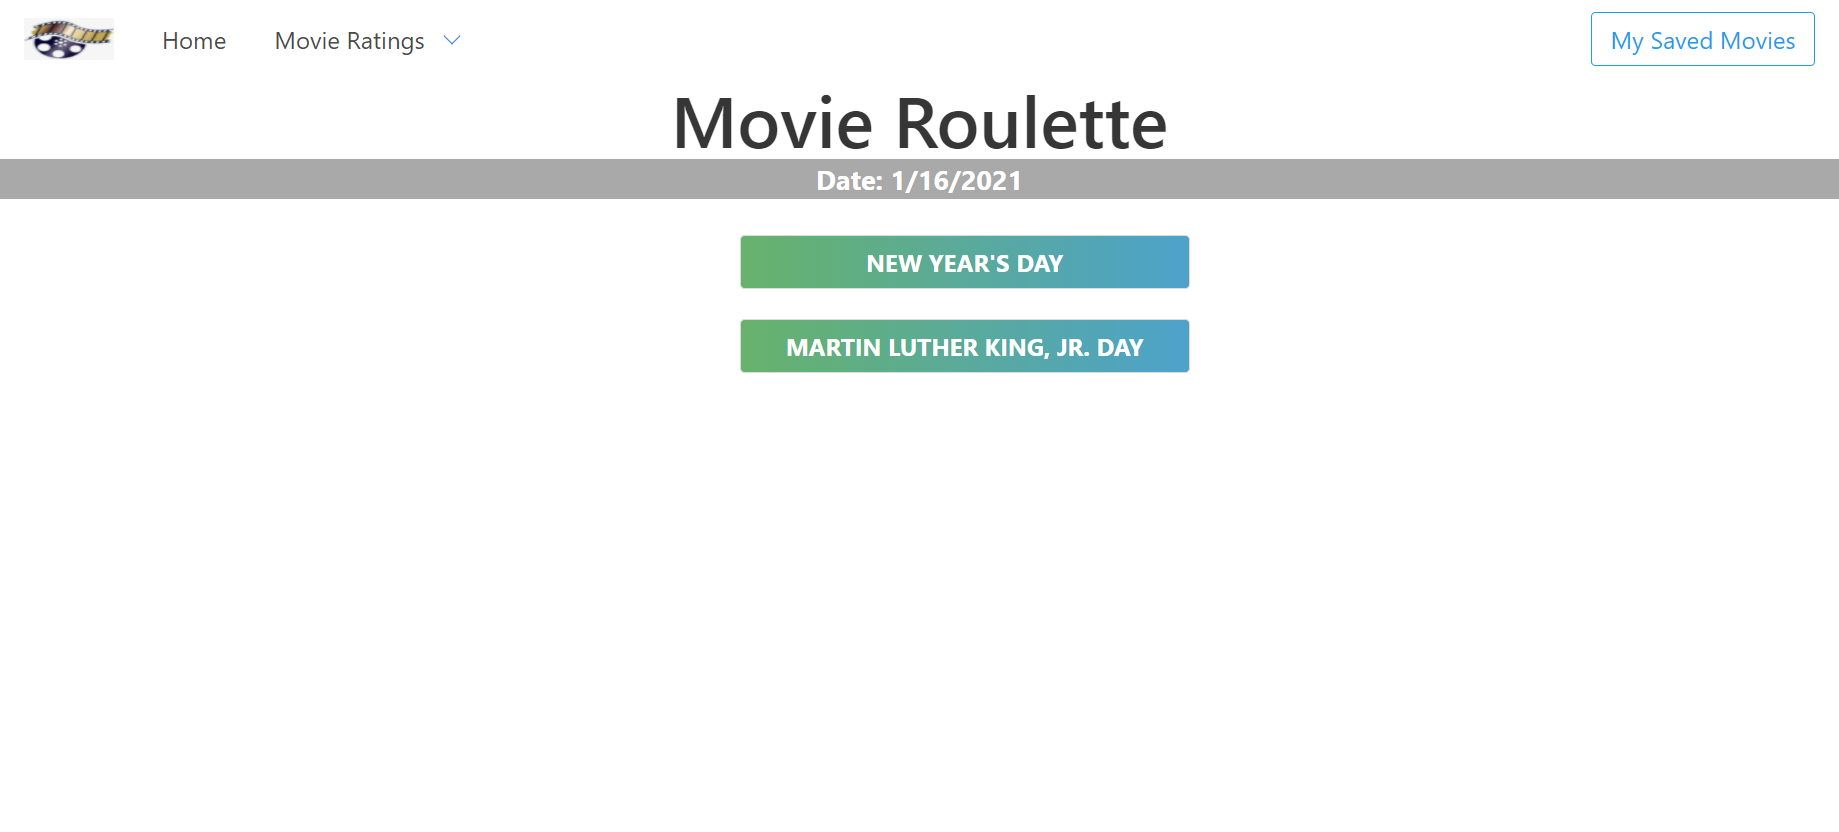 Home
Movie Ratings
My Saved Movies
Movie Roulette
Date: 1/16/2021
NEW YEAR'S DAY
MARTIN LUTHER KING, JR. DAY